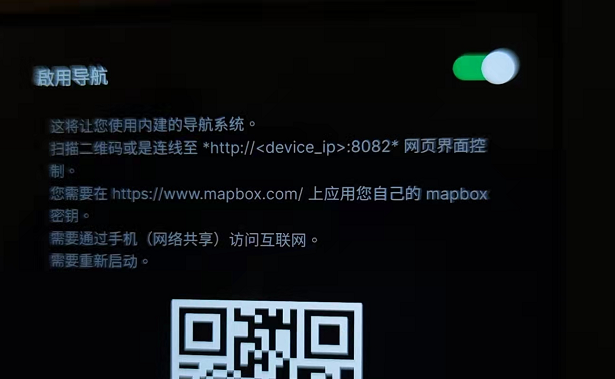 啟用导航
这将让您使用内建的导航系统。
扫描二维码或是连线至 *http://<device_ip>:8082* 网页界面控
制。
您需要在 https://www.mapbox.com/ 上应用您自己的 mapbox
密钥。
需要通过手机（网络共享）访问互联网。
需要重新启动。